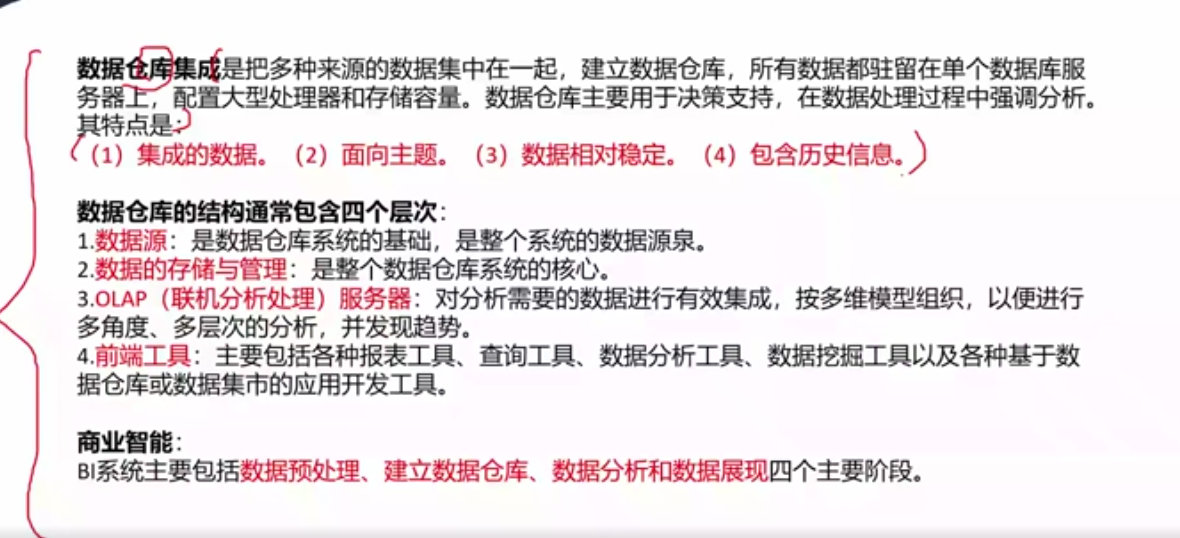 数据仓库集成是把多种来源的数据集中在一起，建立数据仓库，所有数据都驻留在单个数据库服
务器上，配置大型处理器和存储容量。数据仓库主要用于决策支持，在数据处理过程中强调分析。
其特点是：
（1）集成的数据。（2）面向主题。（3）数据相对稳定。（4）包含历史信息。
数据仓库的结构通常包含四个层次：
1.数据源：是数据仓库系统的基础，是整个系统的数据源泉。
2.数据的存储与管理：是整个数据仓库系统的核心。
3.OLAP（联机分析处理）服务器：对分析需要的数据进行有效集成，按多维模型组织，以便进行
多角度、多层次的分析，并发现趋势。
4.前端工具：主要包括各种报表工具、查询工具、数据分析工具、数据挖掘工具以及各种基于数
据仓库或数据集市的应用开发工具。
商业智能：
BI系统主要包括数据预处理、建立数据仓库、数据分析和数据展现四个主要阶段。